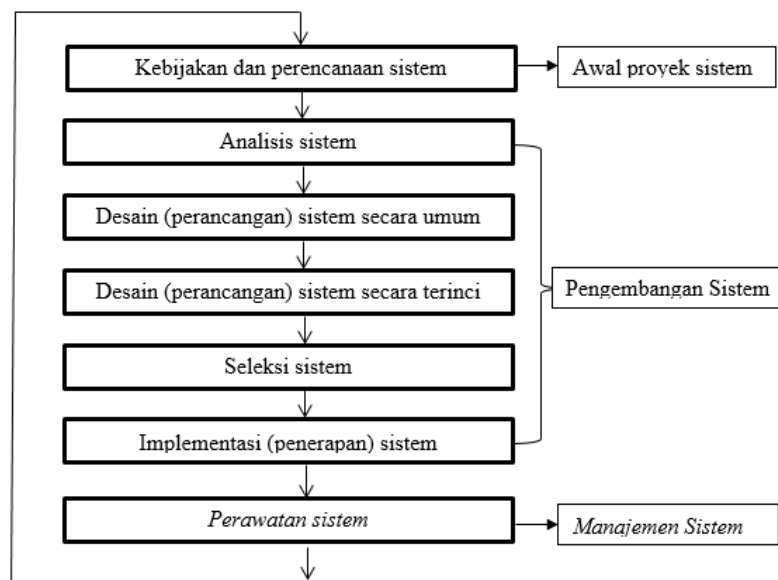 Kebijakan dan perencanaan sistem
Awal proyek sistem
Analisis sistem
Desain (perancangan) sistem secara umum
Desain (perancangan) sistem secara terinci
Pengembangan Sistem
Seleksi sistem
Implementasi (penerapan) sistem
Perawatan sistem
Manajemen Sistem